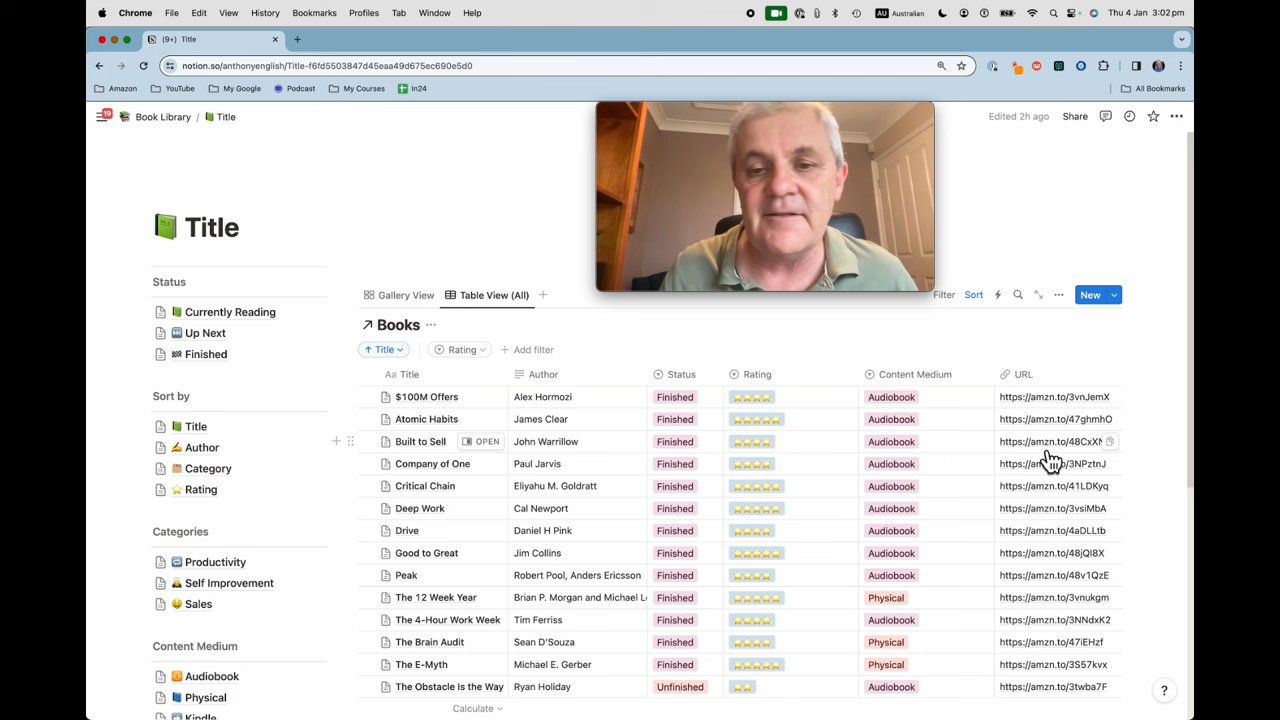 Chrome File Edit View History Bookmarks Profiles Tab Window Help Australian Thu 4 Jan 3:02 pm
(9+) Title
notion.so/anthonyenglish/Title-f6fd5503847d45eaa49d675ec690e5d0
Amazon YouTube My Google Podcast My Courses In24 All Bookmarks
19 Book Library / Title Edited 2h ago Share
Title
Status
Currently Reading
Up Next
Finished
Sort by
Title
Author
Category
Rating
Categories
Productivity
Self Improvement
Sales
Content Medium
Audiobook
Physical
Kindle
Gallery View Table View (All) Filter Sort New
Books
Title Rating Add filter
Aa Title Author Status Rating Content Medium URL
$100M Offers Alex Hormozi Finished Audiobook https://amzn.to/3vnJemX
Atomic Habits James Clear Finished Audiobook https://amzn.to/47ghmhO
Built to Sell OPEN John Warrillow Finished Audiobook https://amzn.to/48CxXN
Company of One Paul Jarvis Finished Audiobook
Critical Chain Eliyahu M. Goldratt Finished Audiobook https://amzn.to/41LDKyq
Deep Work Cal Newport Finished Audiobook https://amzn.to/3vsiMbA
Drive Daniel H Pink Finished Audiobook https://amzn.to/4aDLLtb
Good to Great Jim Collins Finished Audiobook https://amzn.to/48jQl8X
Peak Robert Pool, Anders Ericsson Finished Audiobook https://amzn.to/48v1QzE
The 12 Week Year Brian P. Morgan and Michael Finished Physical https://amzn.to/3vnukgm
The 4-Hour Work Week Tim Ferriss Finished Audiobook https://amzn.to/3NNdxK2
The Brain Audit Sean D'Souza Finished Physical https://amzn.to/47iEHzf
The E-Myth Michael E. Gerber Finished Physical https://amzn.to/3S57kvx
The Obstacle Is the Way Ryan Holiday Unfinished Audiobook https://amzn.to/3twba7F
Calculate
?